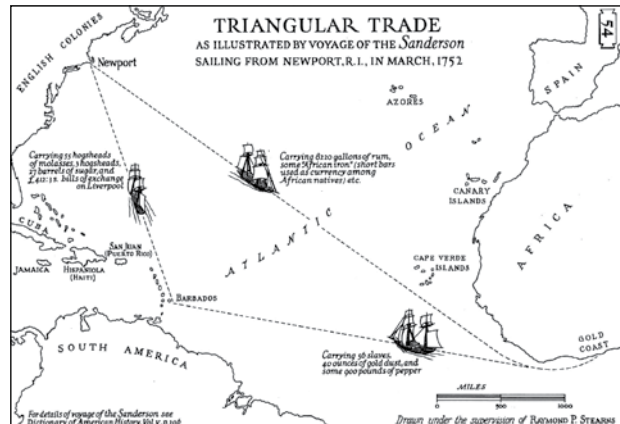 TRIANGULAR TRADE
AS ILLUSTRATED BY VOYAGE OF THE Sanderson
SAILING FROM NEWPORT, R.I., IN MARCH, 1752
54
ENGLISH COLONIES
Newport
SPAIN
AZORES
OCEAN
Carrying 55 hogsheads
of molasses, 3 hogsheads,
27 barrels of sugar, and
bills of exchange
on Liverpool
Carrying 8220 gallons of rum,
some "African iron" (short bars
used as currency among
African natives) etc.
CANARY
ISLANDS
AFRICA
ATLANTIC
CUBA
SAN JUAN
(PUERTO RICO)
JAMAICA
HISPANIOLA
(HAITI)
CAPE VERDE
ISLANDS
BARBADOS
GOLD
COAST
SOUTH AMERICA
Carrying 56 slaves,
40 ounces of gold dust, and
some 900 pounds of pepper
MILES
0 500 1000
For details of voyage of the Sanderson see
Dictionary of American History Vol. v, p.
Drawn under the supervision of RAYMOND P. STEARNS